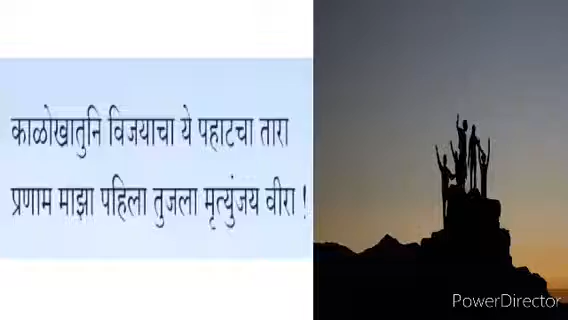 काळोखातुनि विजयाचा ये पहाटचा तारा
प्रणाम माझा पहिला तुजला मृत्युंजय वीरा !
PowerDirector